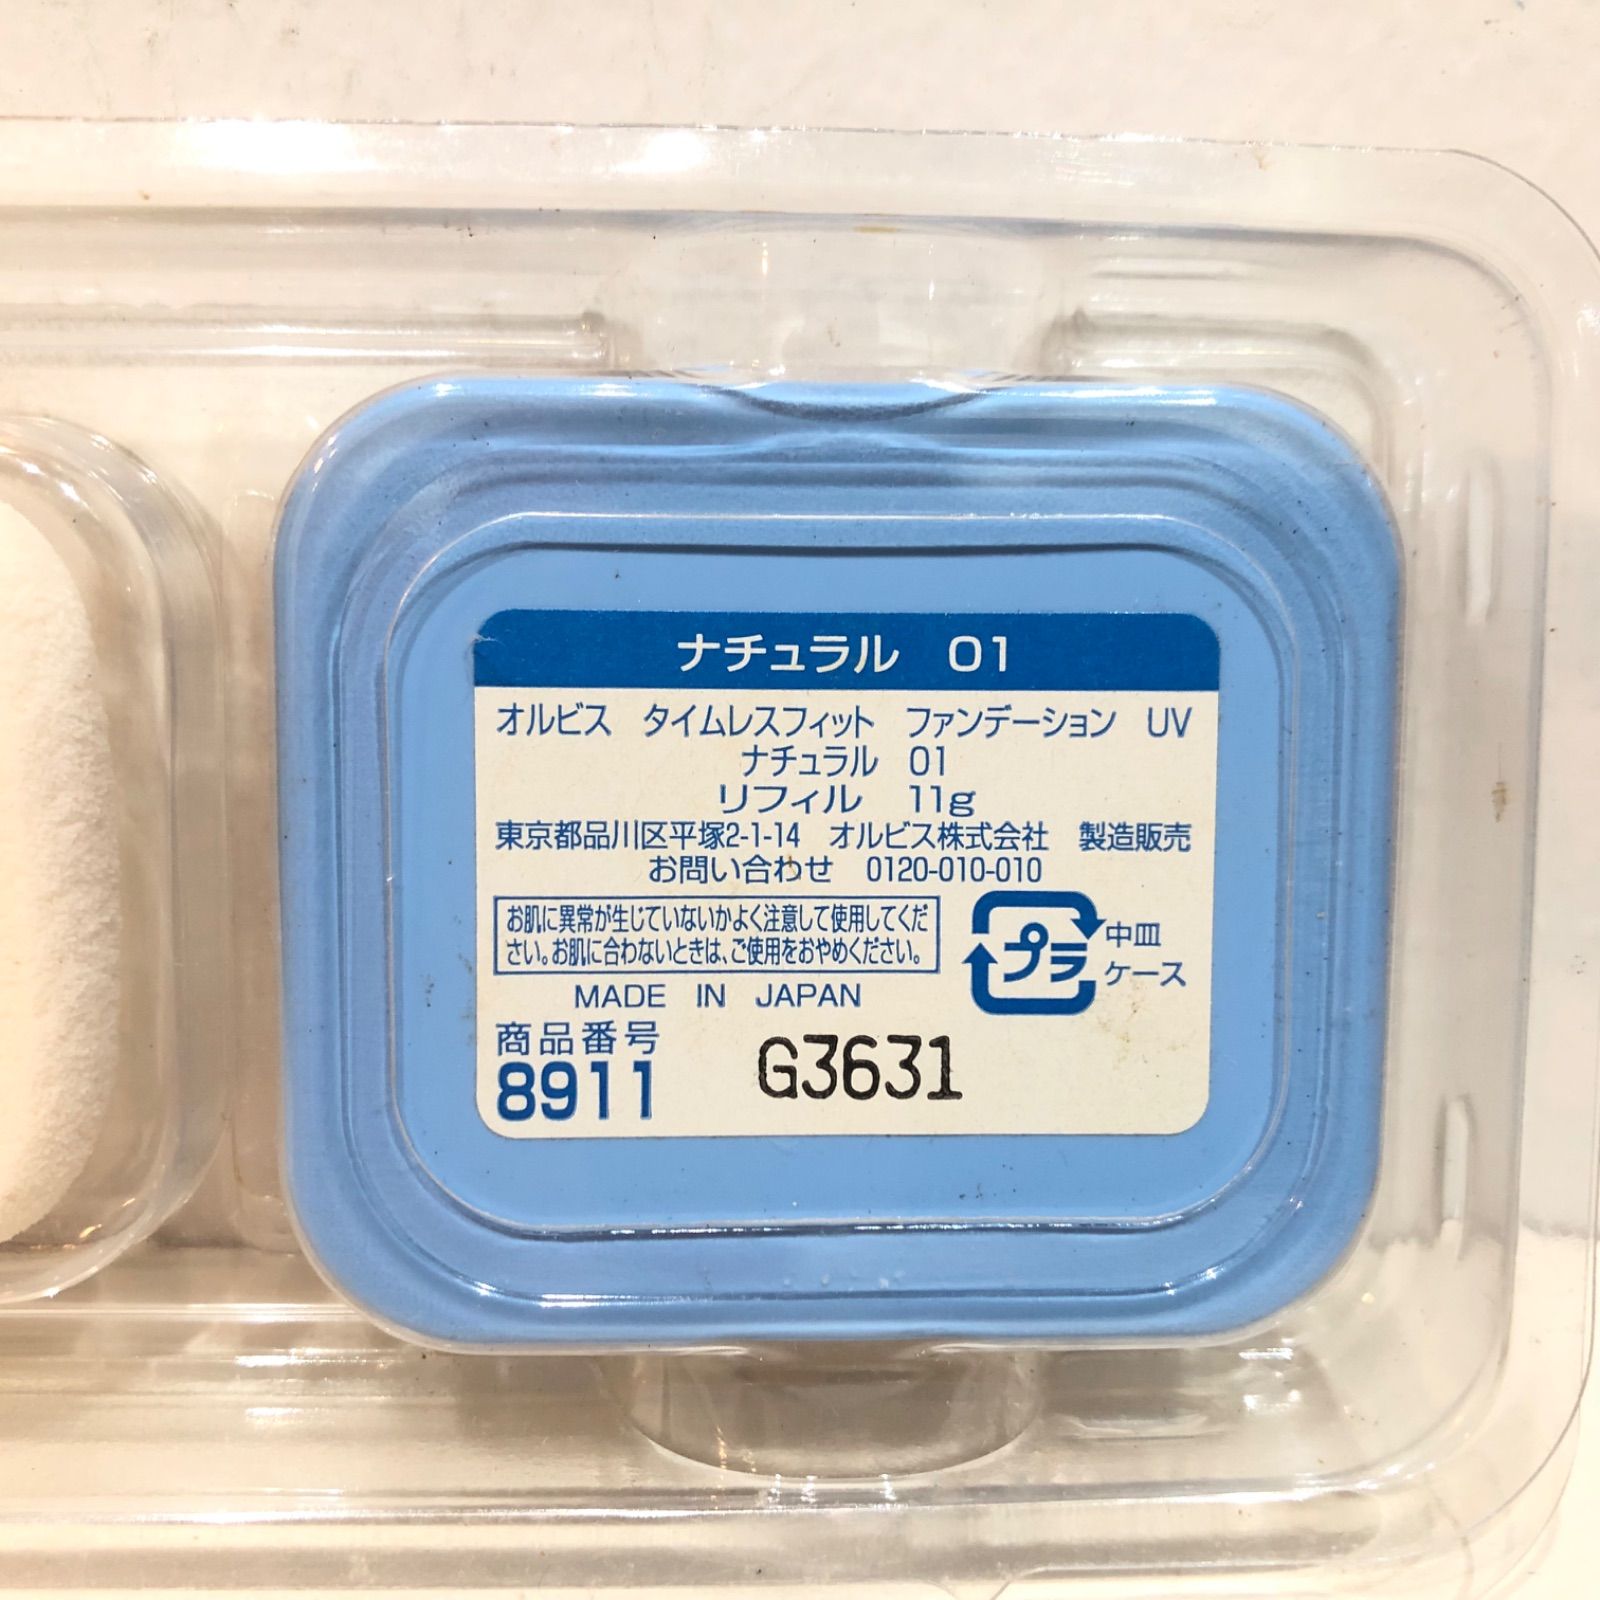 ナチュラル 01
オルビス タイムレスフィット ファンデーション UV
ナチュラル 01
リフィル 11g
東京都品川区平塚2-1-14 オルビス株式会社 製造販売
お問い合わせ 0120-010-010
お肌に異常が生じていないかよく注意して使用してくだ
さい。お肌に合わないときは、ご使用をおやめください。
プラ
中皿
ケース
MADE IN JAPAN
商品番号
8911
G3631